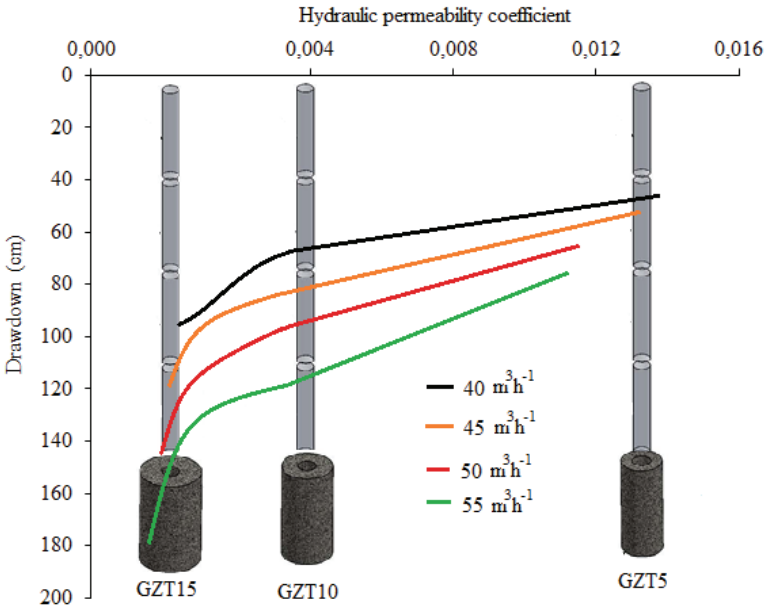 Hydraulic permeability coefficient
0,000 0,004 0,008 0,012 0,016
0
20
40
60
80
100
120
140
160
180
200
Drawdown (cm)
40 m³h⁻¹
45 m³h⁻¹
50 m³h⁻¹
55 m³h⁻¹
GZT15 GZT10 GZT5